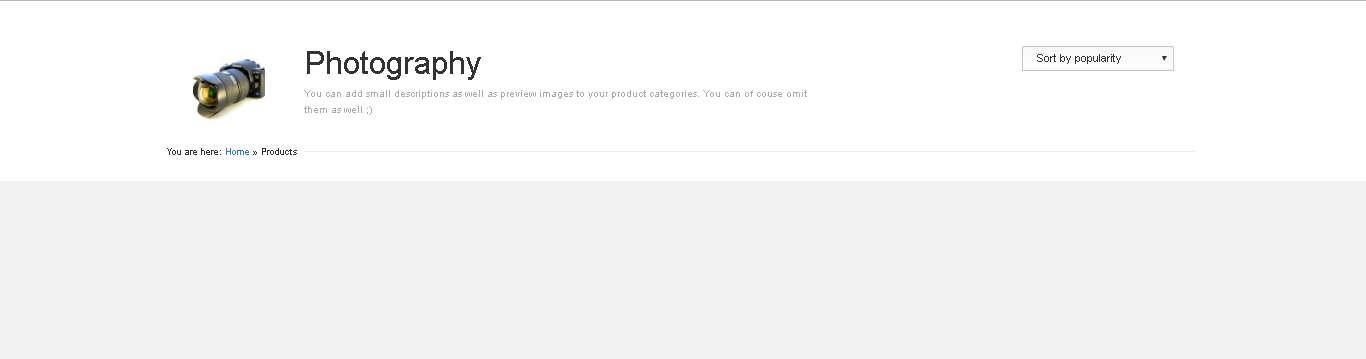 Photography
Sort by popularity
You can add small descriptions as well as preview images to your product categories. You can of couse omit
them as well ;)
You are here: Home » Products